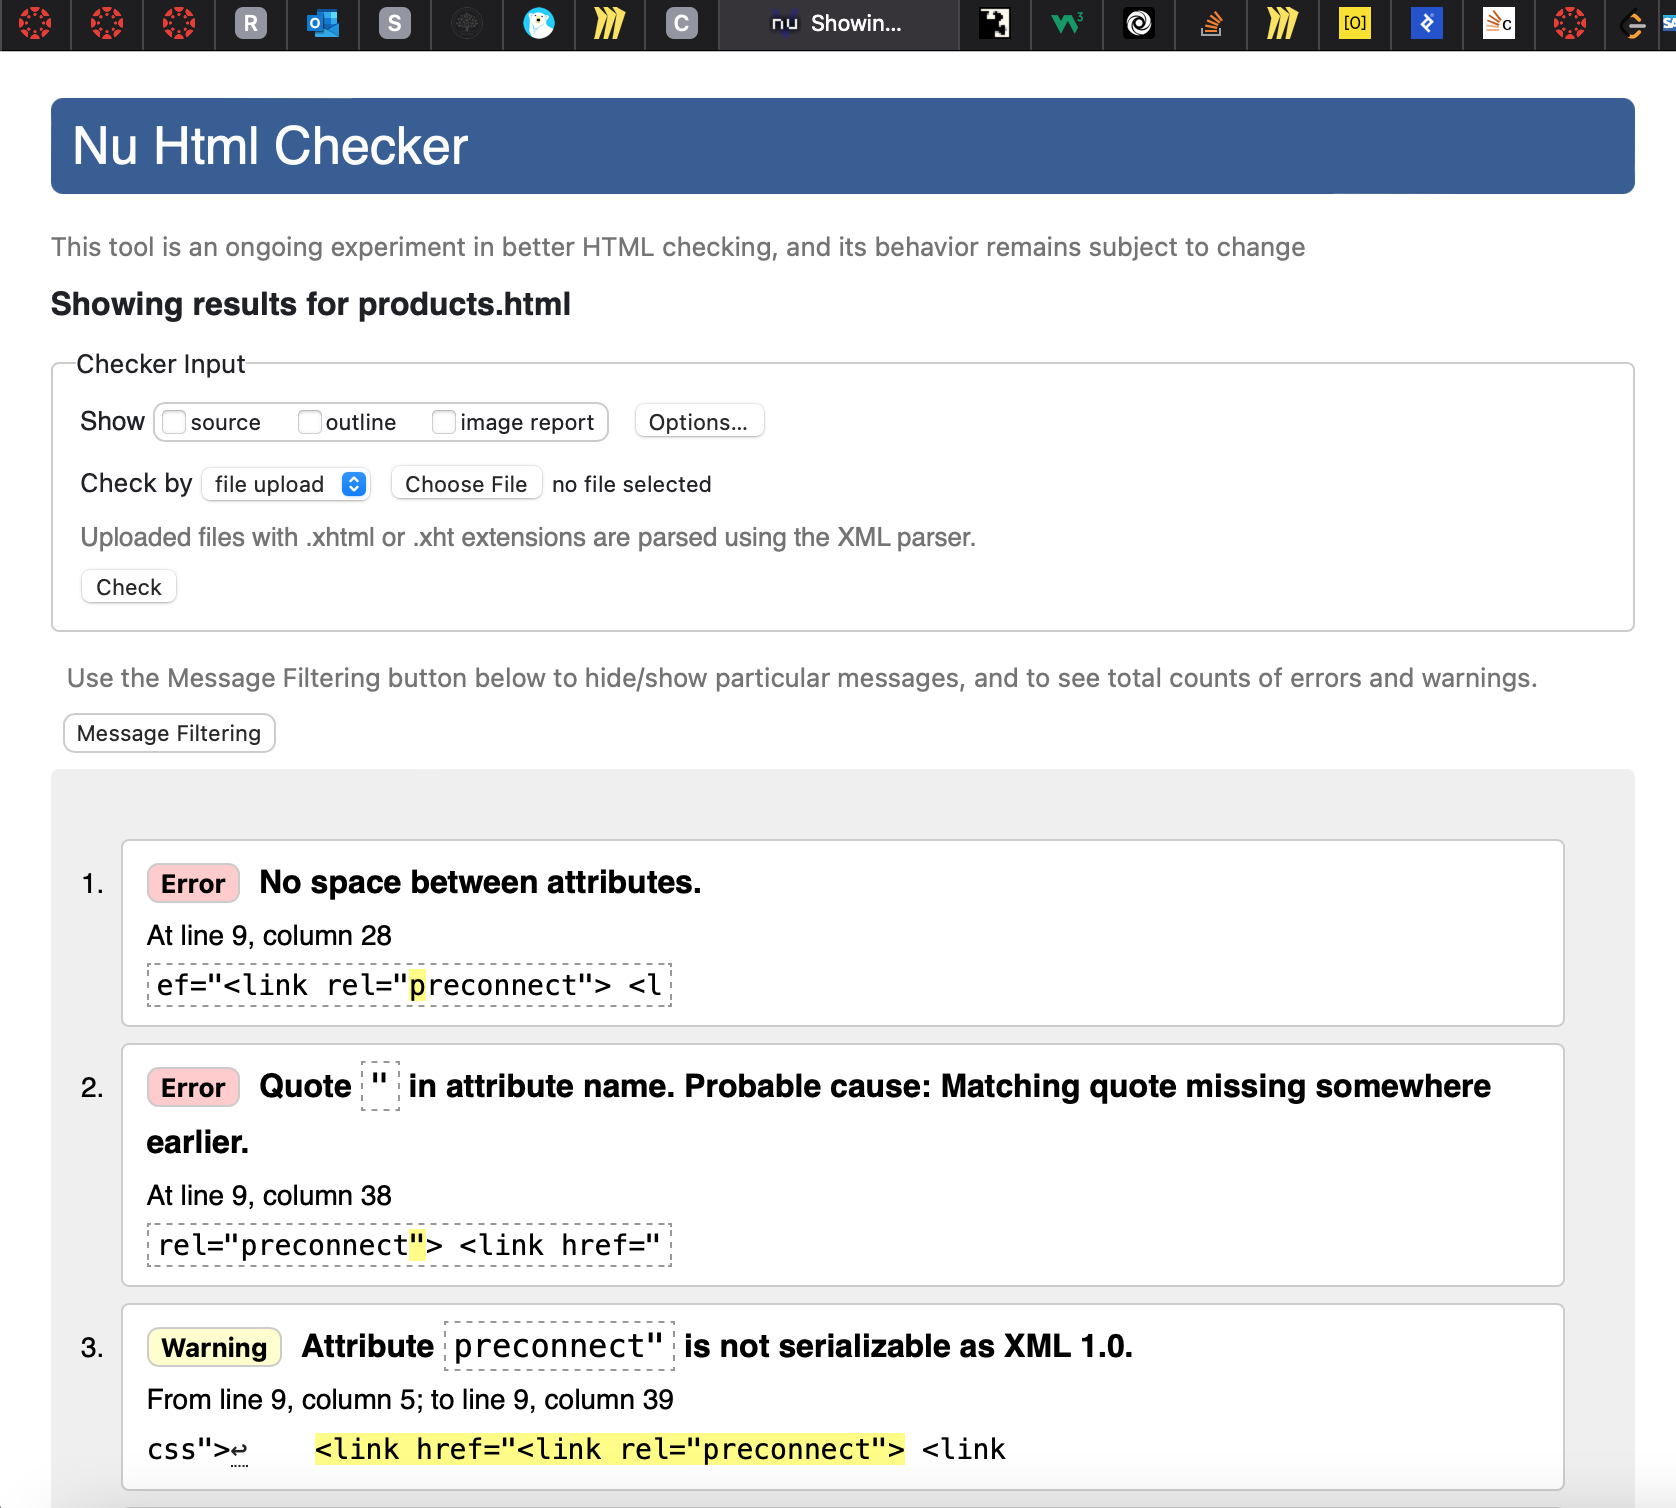 R
O
S
C
nu Showin...
W3
[O]
c
SA
Nu Html Checker
This tool is an ongoing experiment in better HTML checking, and its behavior remains subject to change
Showing results for products.html
Checker Input
Show source outline image report Options...
Check by file upload Choose File no file selected
Uploaded files with .xhtml or .xht extensions are parsed using the XML parser.
Check
Use the Message Filtering button below to hide/show particular messages, and to see total counts of errors and warnings.
Message Filtering
1. Error No space between attributes.
At line 9, column 28
ef="<link rel="preconnect"> <l
2. Error Quote " in attribute name. Probable cause: Matching quote missing somewhere
earlier.
At line 9, column 38
rel="preconnect"> <link href="
3. Warning Attribute preconnect" is not serializable as XML 1.0.
From line 9, column 5; to line 9, column 39
css">↩ <link href="<link rel="preconnect"> <link